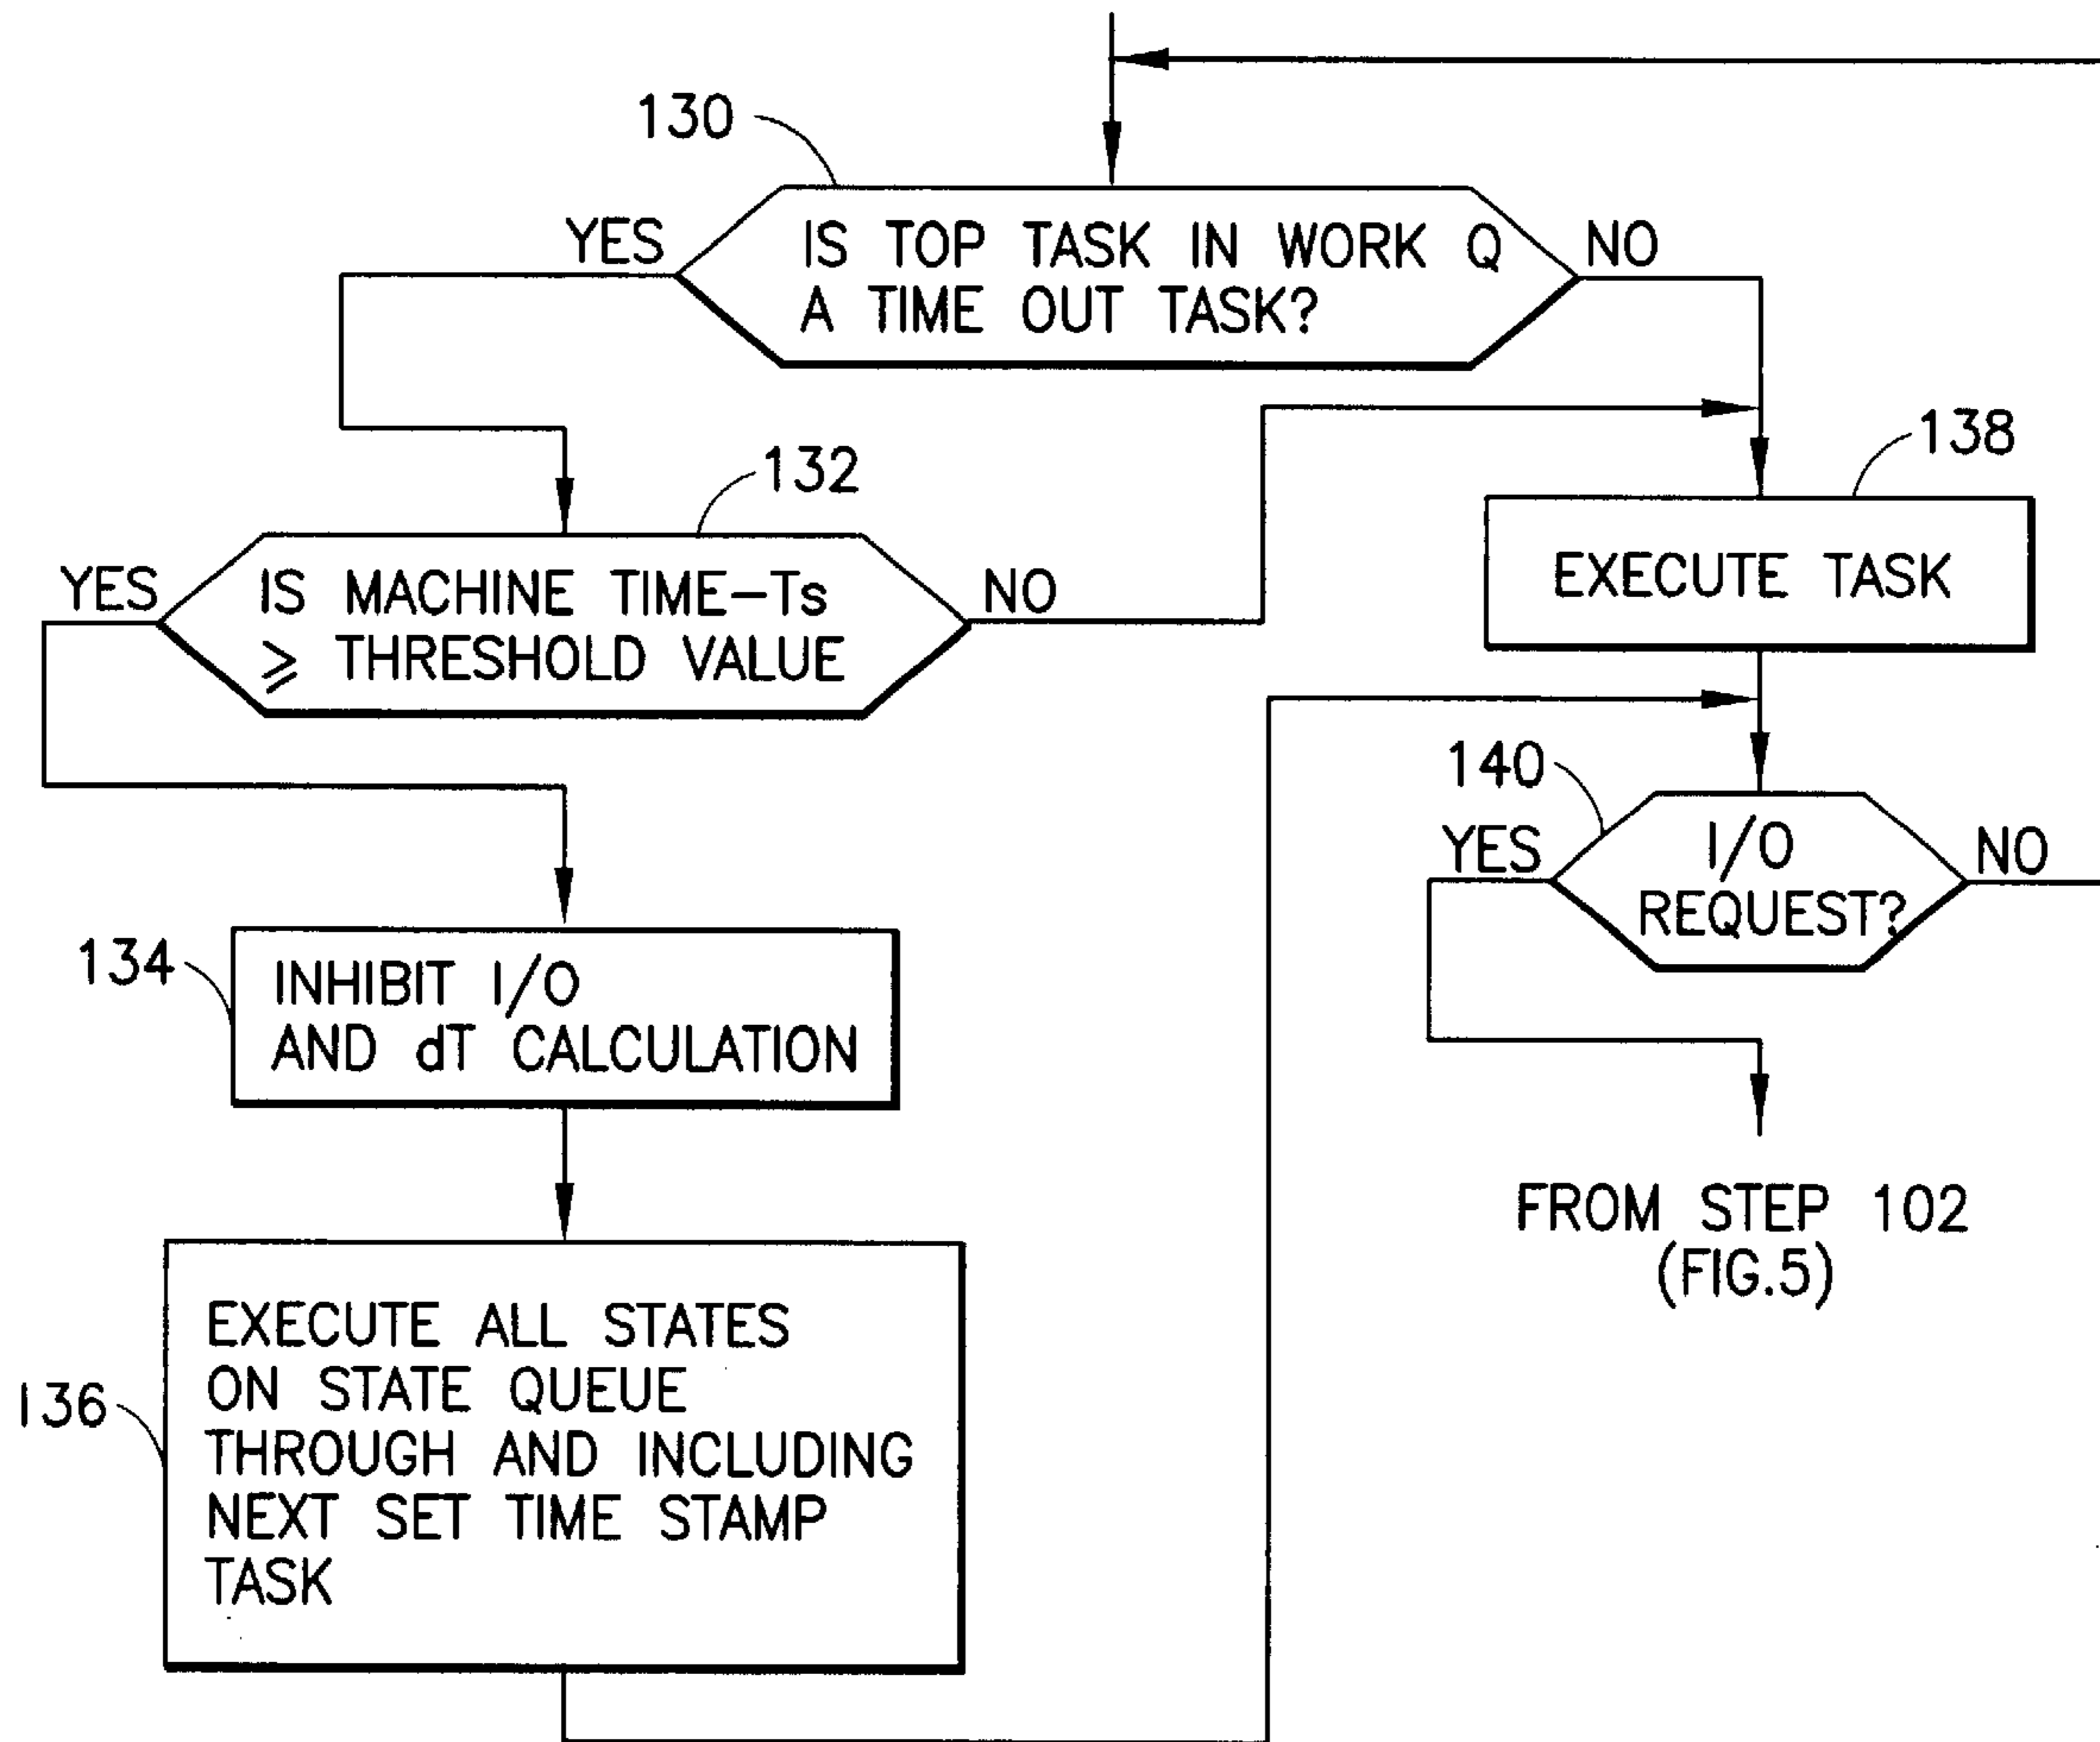 130
YES
IS TOP TASK IN WORK Q
A TIME OUT TASK?
NO
132
YES
IS MACHINE TIME–Ts
⩾ THRESHOLD VALUE
NO
138
EXECUTE TASK
140
YES
I/O
REQUEST?
NO
134
INHIBIT I/O
AND dT CALCULATION
FROM STEP 102
(FIG.5)
136
EXECUTE ALL STATES
ON STATE QUEUE
THROUGH AND INCLUDING
NEXT SET TIME STAMP
TASK